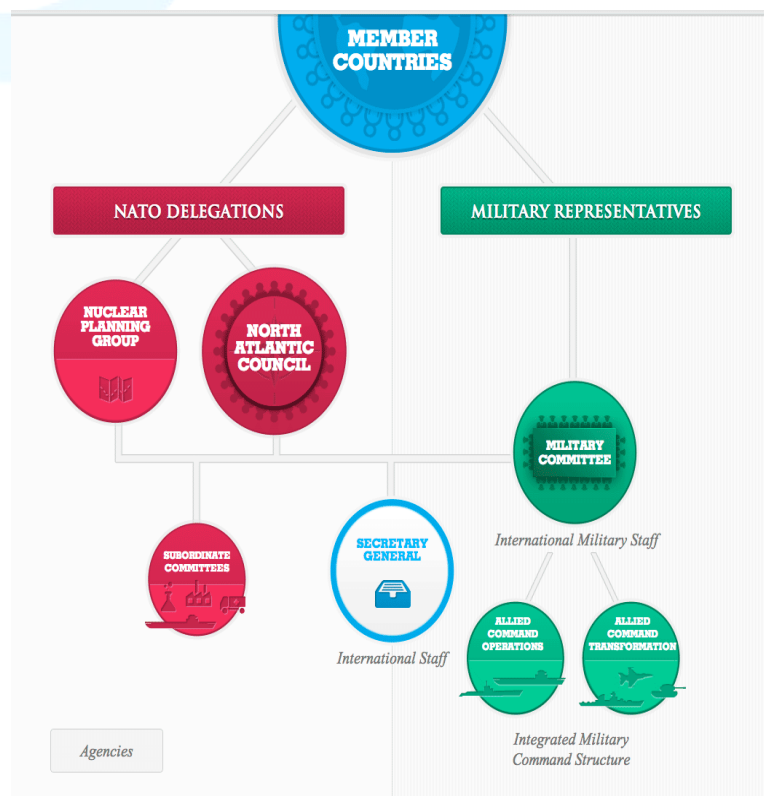 MEMBER
COUNTRIES
NATO DELEGATIONS
MILITARY REPRESENTATIVES
NUCLEAR
PLANNING
GROUP
NORTH
ATLANTIC
COUNCIL
MILITARY
COMMITTEE
International Military Staff
SUBORDINATE
COMMITTEES
SECRETARY
GENERAL
International Staff
ALLIED
COMMAND
OPERATIONS
ALLIED
COMMAND
TRANSFORMATION
Integrated Military
Command Structure
Agencies